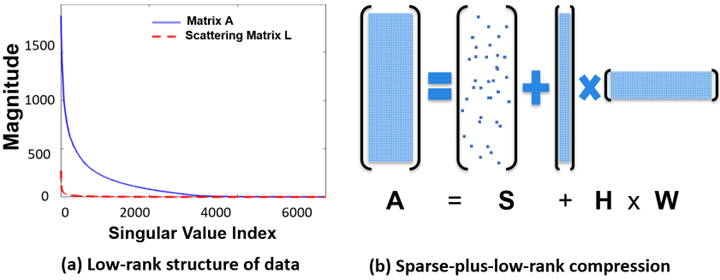 Matrix A
Scattering Matrix L
Magnitude
1500
1000
500
0
0 2000 4000 6000
Singular Value Index
(a) Low-rank structure of data
= + ×
A = S + H x W
(b) Sparse-plus-low-rank compression